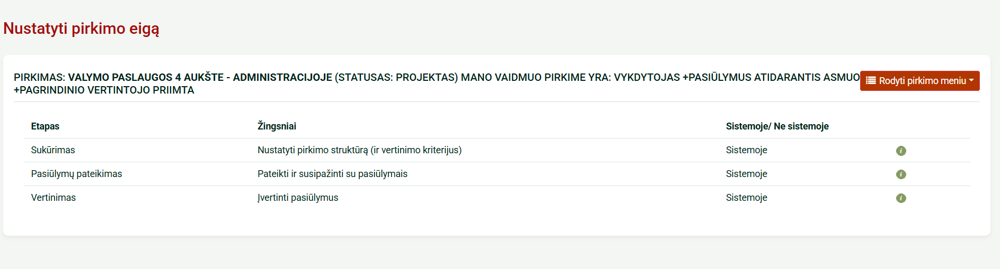 Nustatyti pirkimo eigą
PIRKIMAS: VALYMO PASLAUGOS 4 AUKŠTE - ADMINISTRACIJOJE (STATUSAS: PROJEKTAS) MANO VAIDMUO PIRKIME YRA: VYKDYTOJAS +PASIŪLYMUS ATIDARANTIS ASMUO
+PAGRINDINIO VERTINTOJO PRIIMTA
Rodyti pirkimo meniu
Etapas Žingsniai Sistemoje/ Ne sistemoje
Sukūrimas Nustatyti pirkimo struktūrą (ir vertinimo kriterijus) Sistemoje
Pasiūlymų pateikimas Pateikti ir susipažinti su pasiūlymais Sistemoje
Vertinimas Įvertinti pasiūlymus Sistemoje